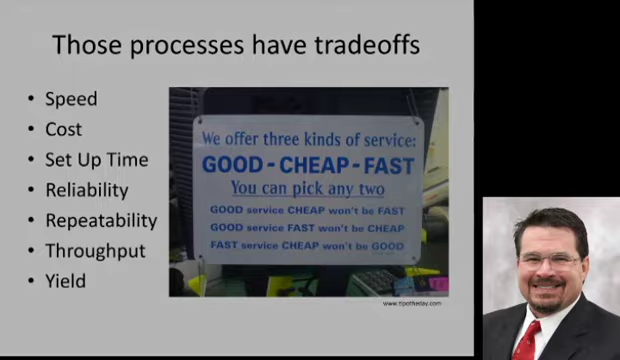 Those processes have tradeoffs
• Speed
• Cost
• Set Up Time
• Reliability
• Repeatability
• Throughput
• Yield
We offer three kinds of service:
GOOD - CHEAP - FAST
You can pick any two
GOOD service CHEAP won't be FAST
GOOD service FAST won't be CHEAP
FAST service CHEAP won't be GOOD
www.tipoftheday.com